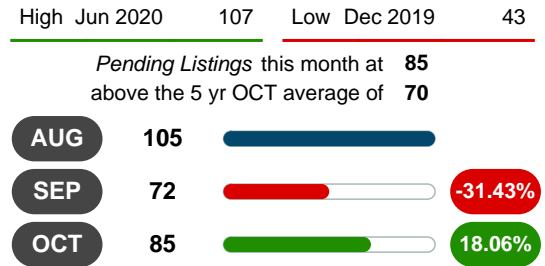 High Jun 2020 107 Low Dec 2019 43
Pending Listings this month at 85
above the 5 yr OCT average of 70
AUG 105
SEP 72 -31.43%
OCT 85 18.06%